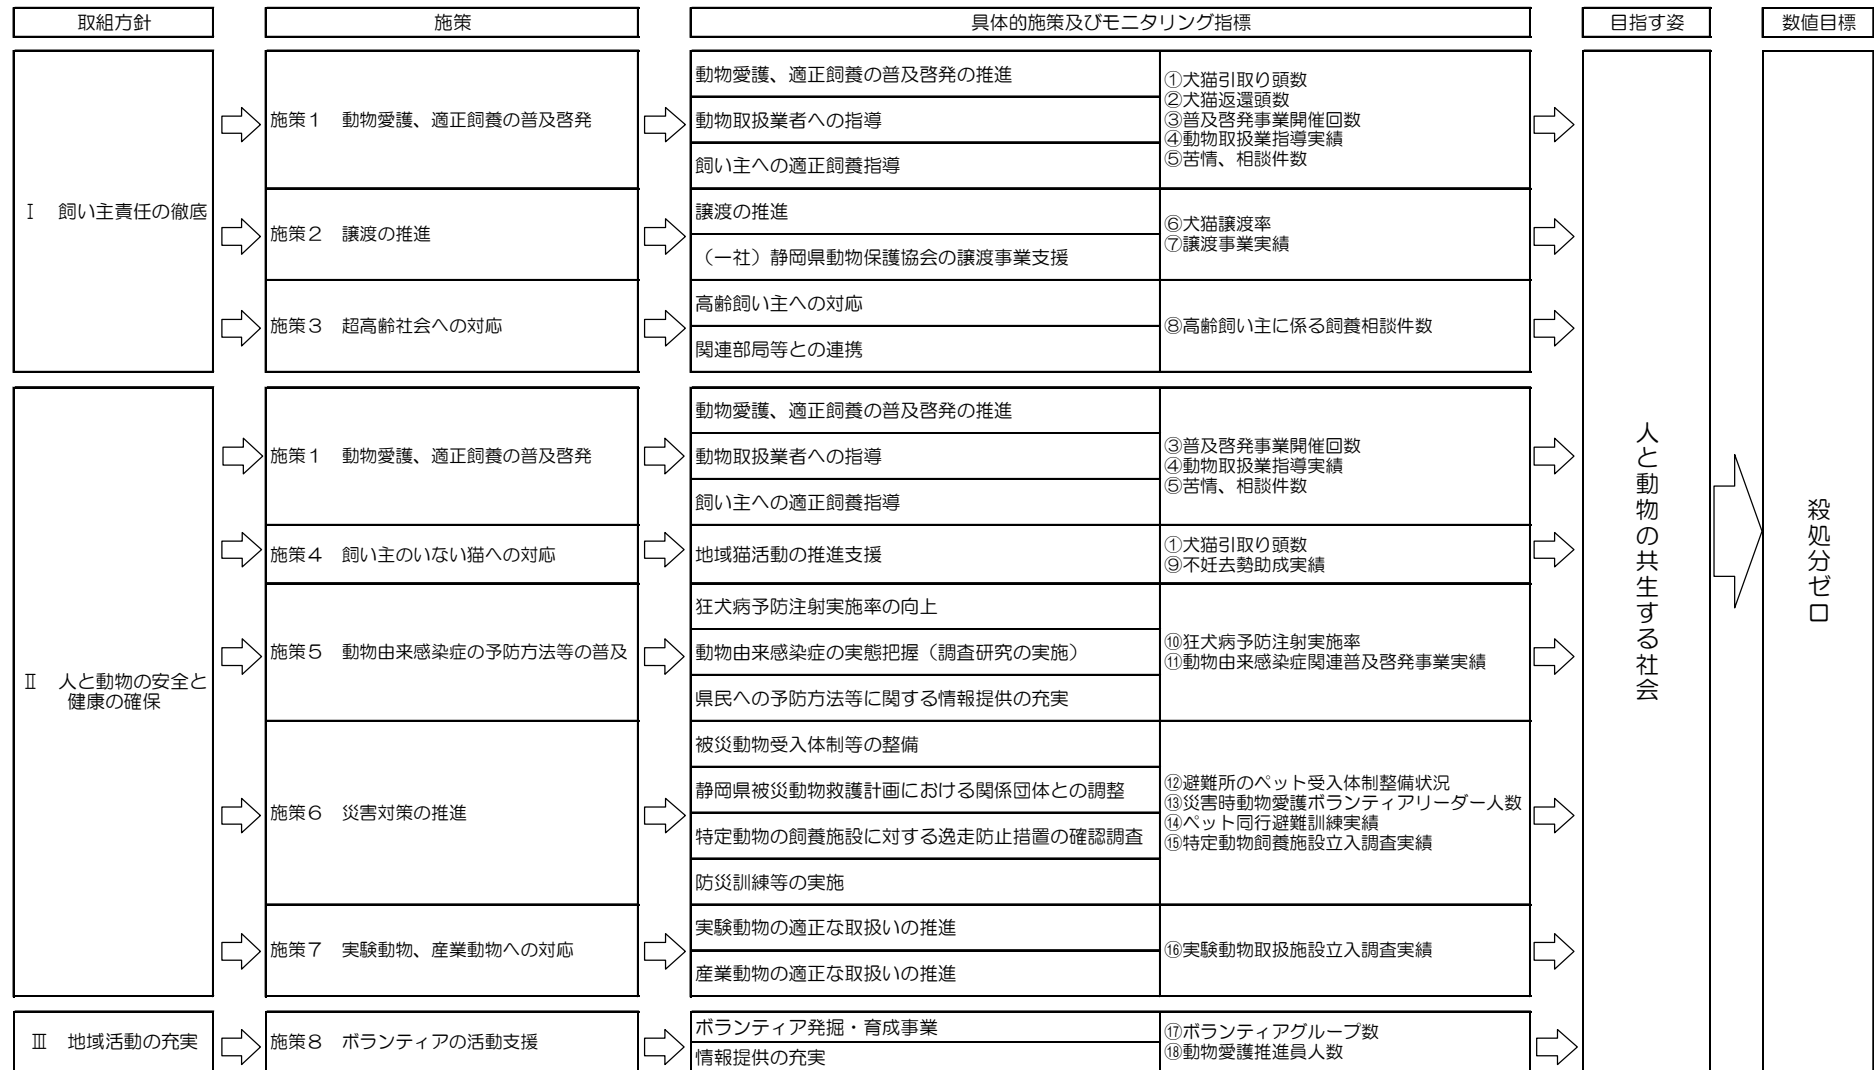 取組方針
施策
具体的施策及びモニタリング指標
目指す姿
数値目標
Ⅰ　飼い主責任の徹底
施策１　動物愛護、適正飼養の普及啓発
動物愛護、適正飼養の普及啓発の推進
動物取扱業者への指導
飼い主への適正飼養指導
①犬猫引取り頭数
②犬猫返還頭数
③普及啓発事業開催回数
④動物取扱業指導実績
⑤苦情、相談件数
施策２　譲渡の推進
譲渡の推進
（一社）静岡県動物保護協会の譲渡事業支援
⑥犬猫譲渡率
⑦譲渡事業実績
施策３　超高齢社会への対応
高齢飼い主への対応
関連部局等との連携
⑧高齢飼い主に係る飼養相談件数
Ⅱ　人と動物の安全と
健康の確保
施策１　動物愛護、適正飼養の普及啓発
動物愛護、適正飼養の普及啓発の推進
動物取扱業者への指導
飼い主への適正飼養指導
③普及啓発事業開催回数
④動物取扱業指導実績
⑤苦情、相談件数
施策４　飼い主のいない猫への対応
地域猫活動の推進支援
①犬猫引取り頭数
⑨不妊去勢助成実績
施策５　動物由来感染症の予防方法等の普及
狂犬病予防注射実施率の向上
動物由来感染症の実態把握（調査研究の実施）
県民への予防方法等に関する情報提供の充実
⑩狂犬病予防注射実施率
⑪動物由来感染症関連普及啓発事業実績
施策６　災害対策の推進
被災動物受入体制等の整備
静岡県被災動物救護計画における関係団体との調整
特定動物の飼養施設に対する逸走防止措置の確認調査
防災訓練等の実施
⑫避難所のペット受入体制整備状況
⑬災害時動物愛護ボランティアリーダー人数
⑭ペット同行避難訓練実績
⑮特定動物飼養施設立入調査実績
施策７　実験動物、産業動物への対応
実験動物の適正な取扱いの推進
産業動物の適正な取扱いの推進
⑯実験動物取扱施設立入調査実績
Ⅲ　地域活動の充実
施策８　ボランティアの活動支援
ボランティア発掘・育成事業
情報提供の充実
⑰ボランティアグループ数
⑱動物愛護推進員人数
人と動物の共生する社会
殺処分ゼロ